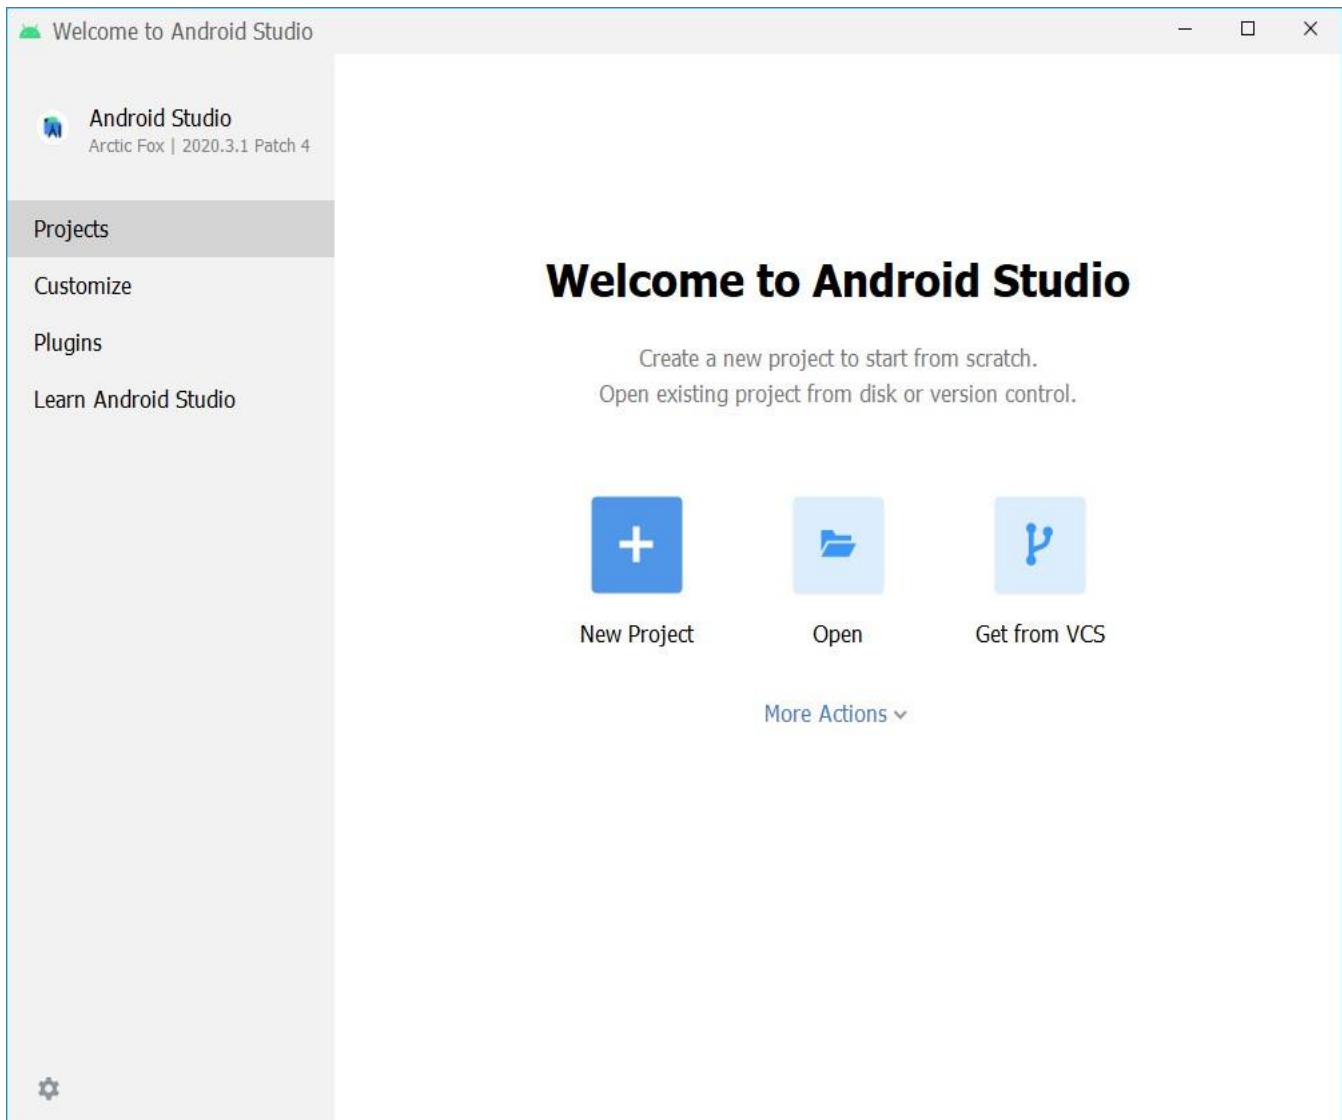 Welcome to Android Studio
Android Studio
Arctic Fox | 2020.3.1 Patch 4
Projects
Customize
Plugins
Learn Android Studio
Welcome to Android Studio
Create a new project to start from scratch.
Open existing project from disk or version control.
New Project
Open
Get from VCS
More Actions